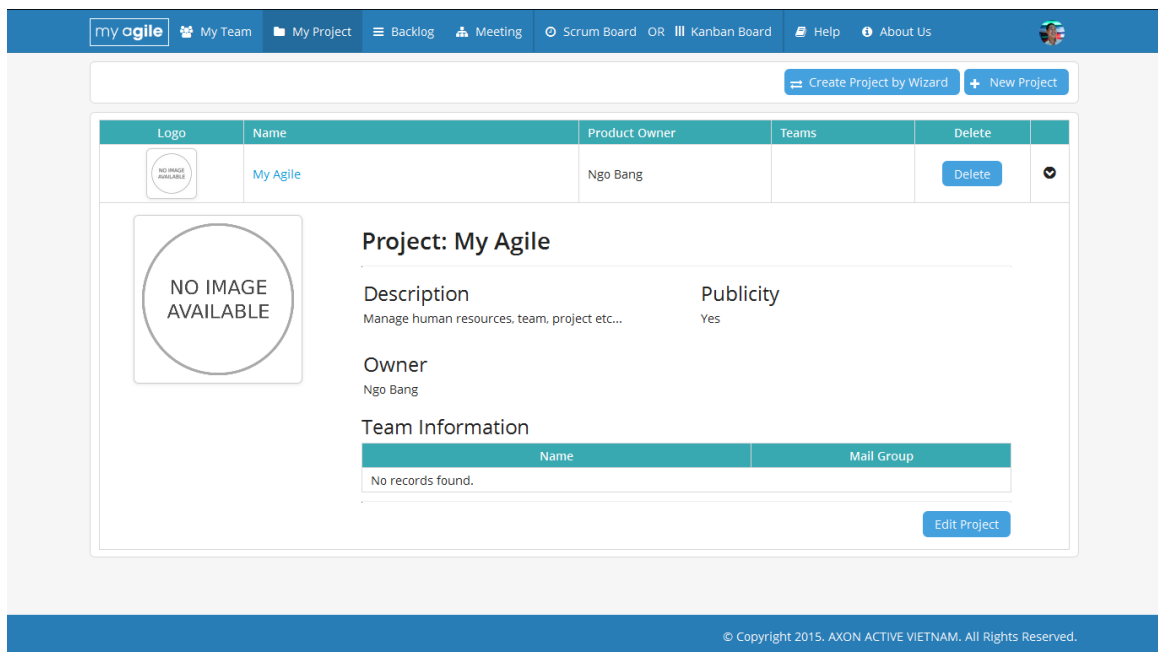 my agile My Team My Project Backlog Meeting Scrum Board OR Kanban Board Help About Us
Create Project by Wizard New Project
Logo Name Product Owner Teams Delete
NO IMAGE
AVAILABLE
My Agile Ngo Bang Delete
NO IMAGE
AVAILABLE
Project: My Agile
Description Publicity
Manage human resources, team, project etc... Yes
Owner
Ngo Bang
Team Information
Name Mail Group
No records found.
Edit Project
© Copyright 2015. AXON ACTIVE VIETNAM. All Rights Reserved.